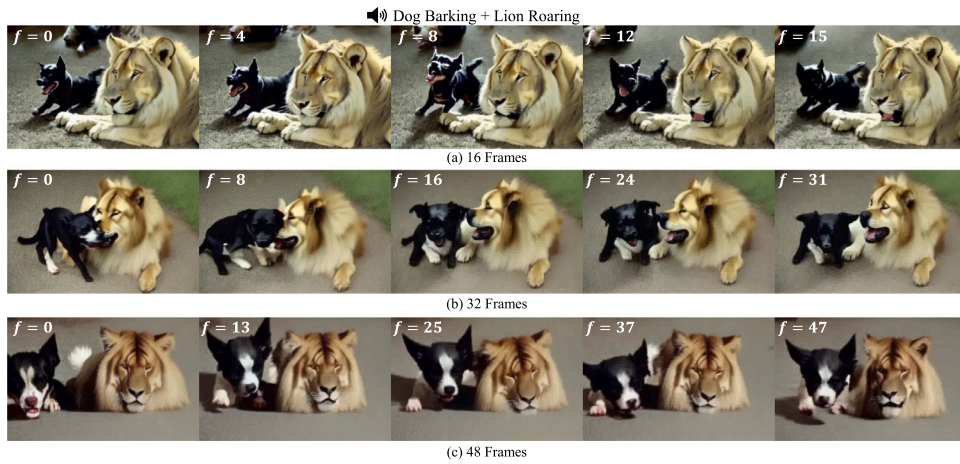 Dog Barking + Lion Roaring
f = 0 f = 4 f = 8 f = 12 f = 15
(a) 16 Frames
f = 0 f = 8 f = 16 f = 24 f = 31
(b) 32 Frames
f = 0 f = 13 f = 25 f = 37 f = 47
(c) 48 Frames